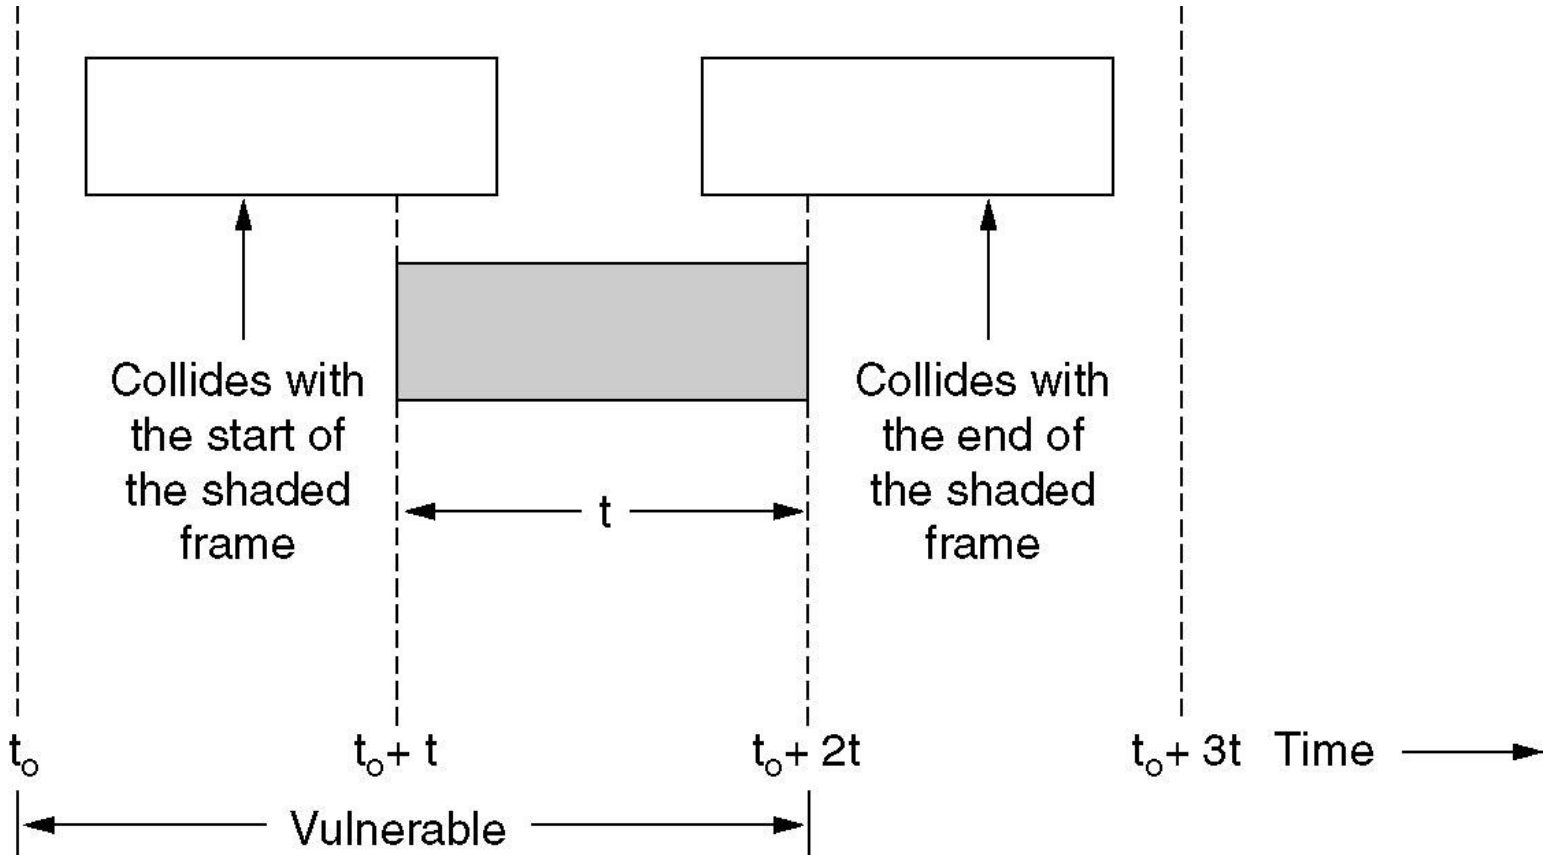 Collides with
the start of
the shaded
frame
Collides with
the end of
the shaded
frame
t
to
to+ t
to+ 2t
to+ 3t
Time
Vulnerable